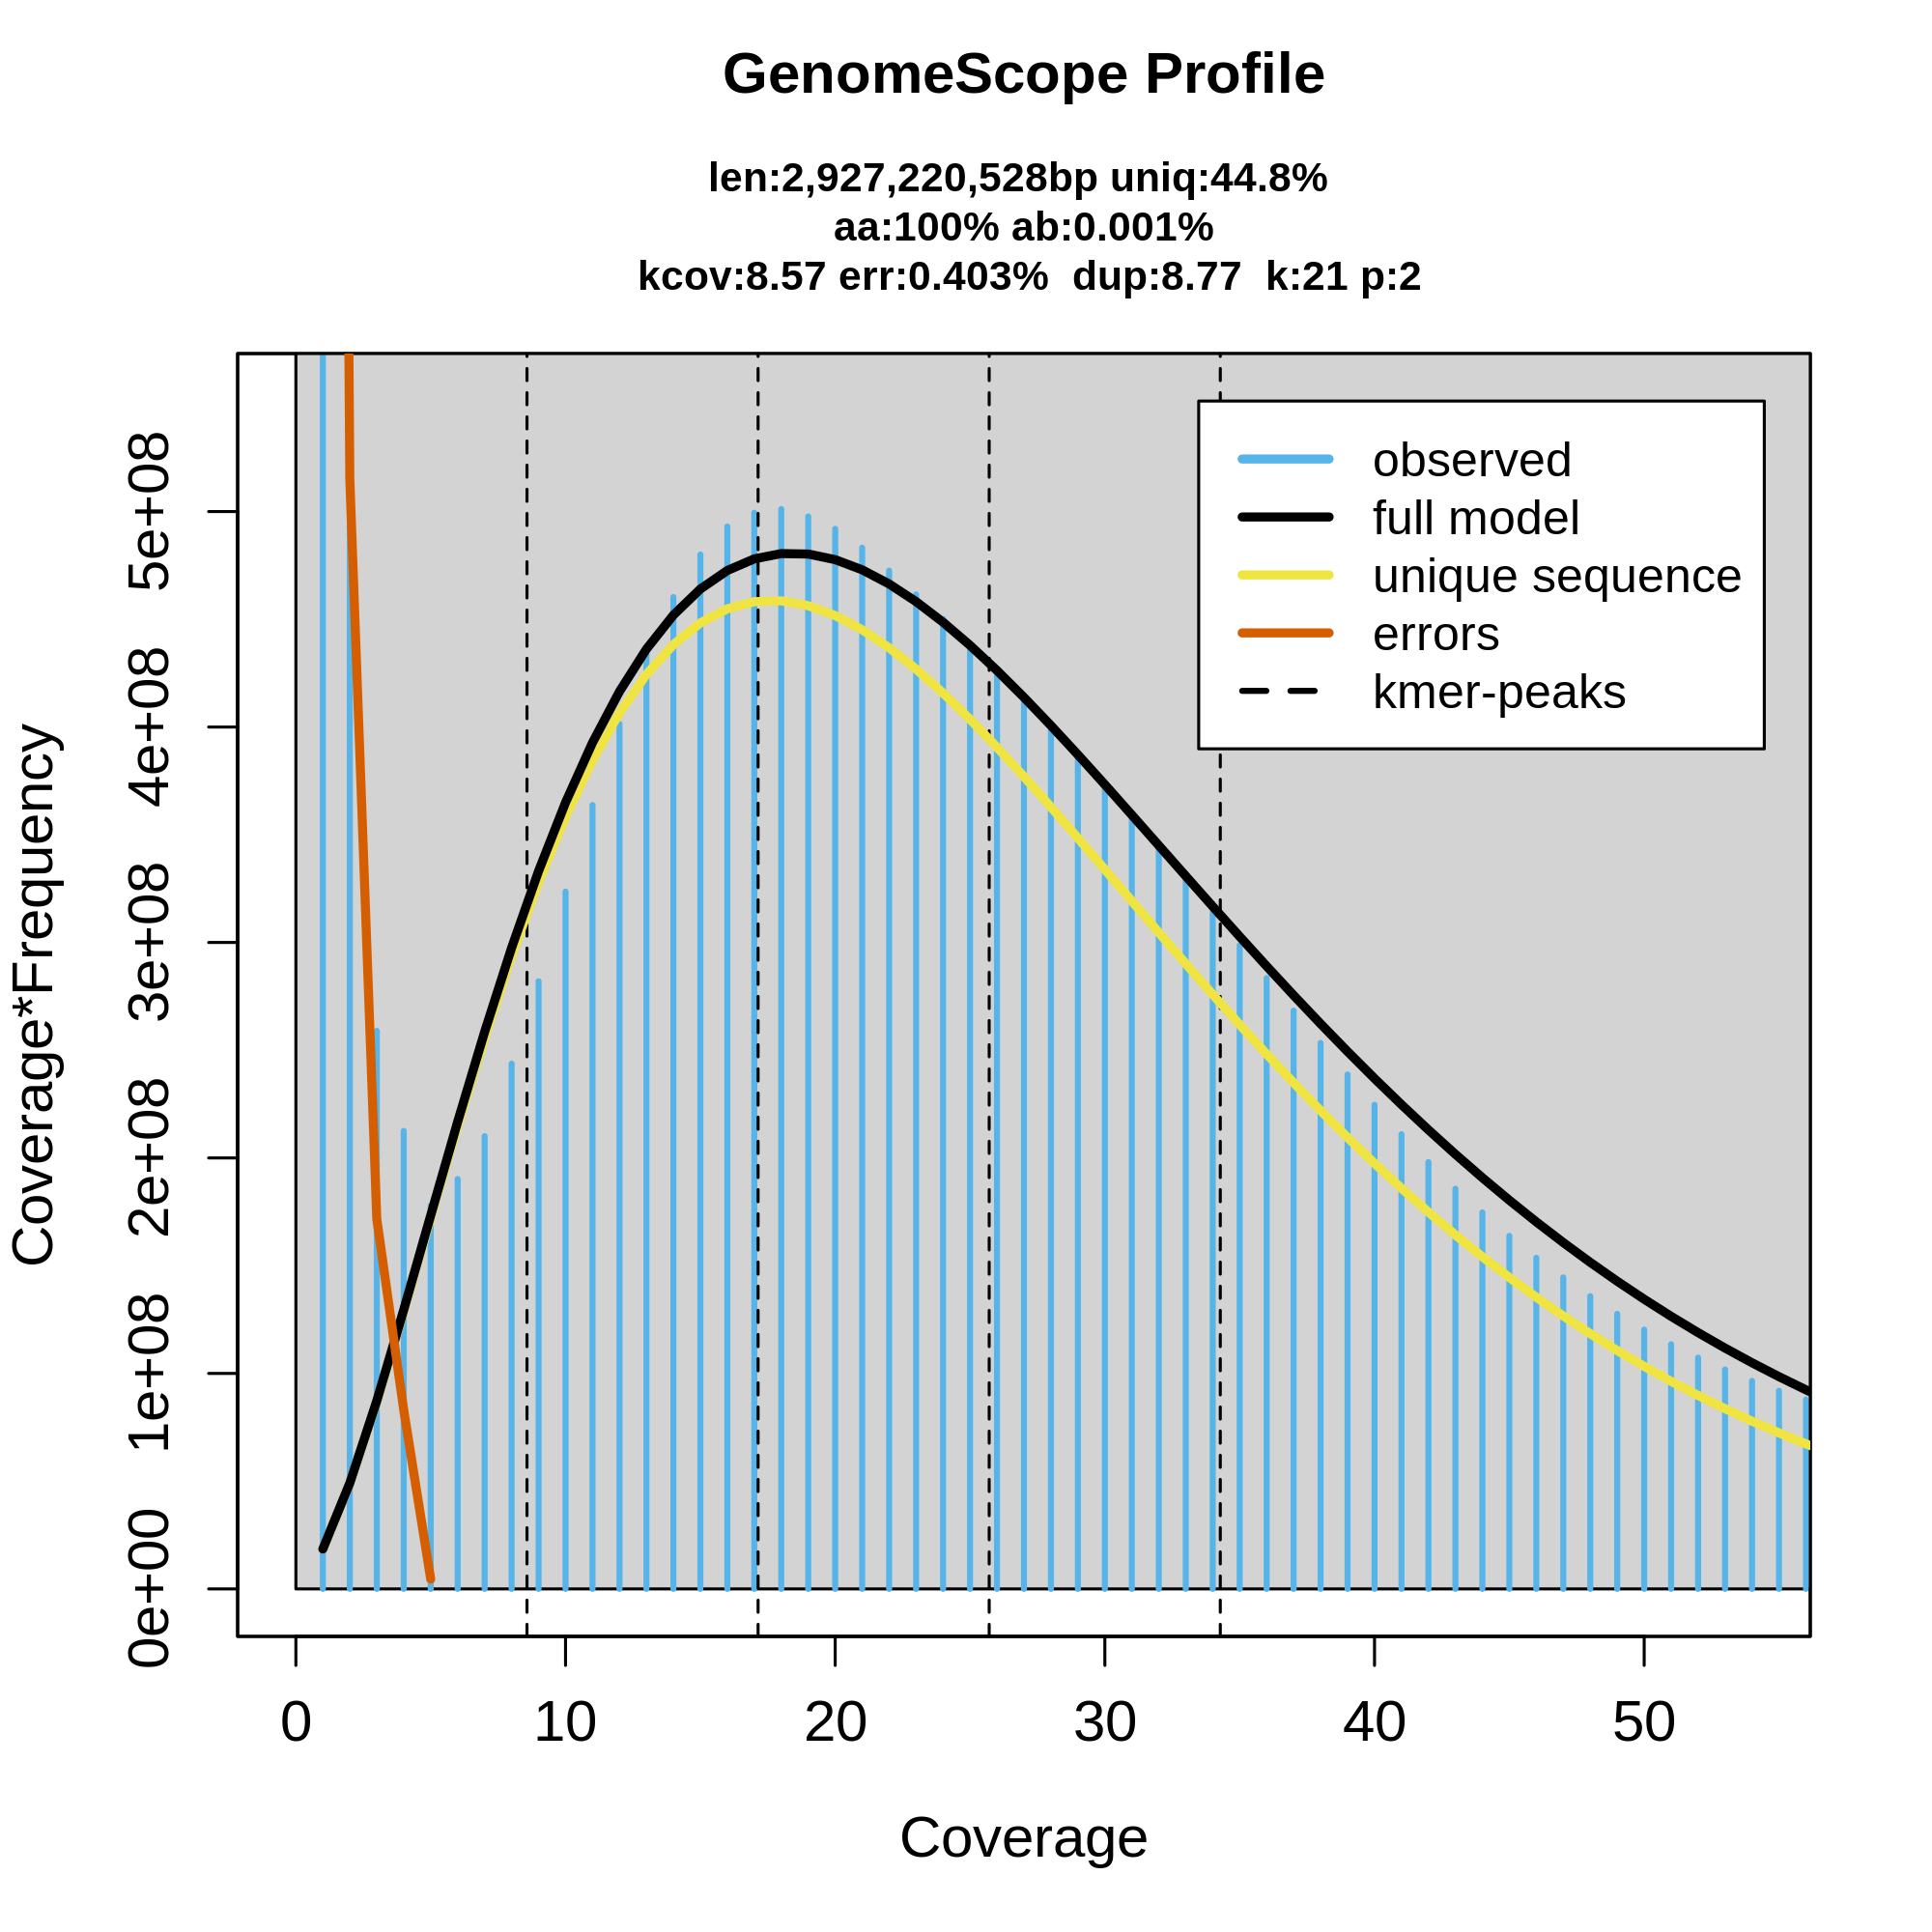 GenomeScope Profile
len:2,927,220,528bp uniq:44.8%
aa:100% ab:0.001%
kcov:8.57 err:0.403% dup:8.77 k:21 p:2
observed
full model
unique sequence
errors
kmer-peaks
Coverage*Frequency
5e+08
4e+08
3e+08
2e+08
1e+08
0e+00
0 10 20 30 40 50
Coverage